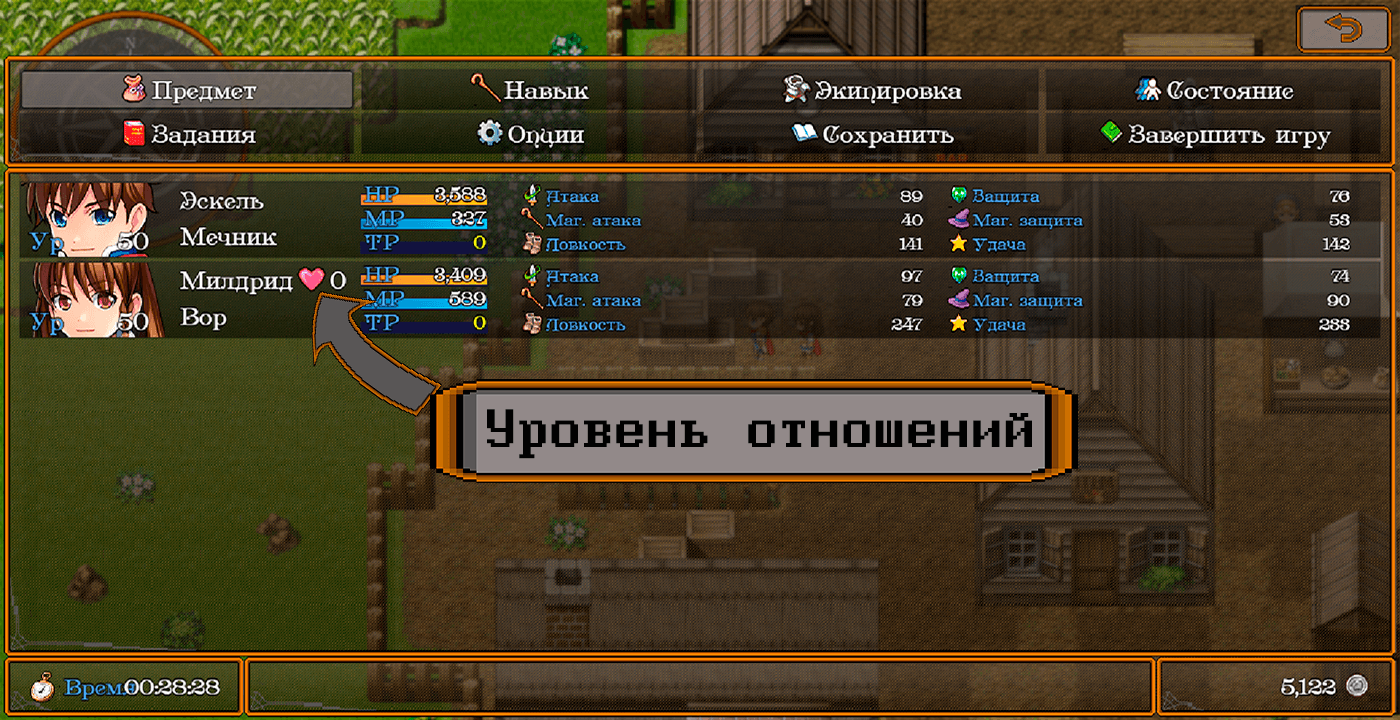 Предмет Навык Экипировка Состояние
Задания Опции Сохранить Завершить игру
Эскель HP 3,588 Атака 89 Защита 76
MP 327 Маг. атака 40 Маг. защита 53
Ур 50 Мечник TP 0 Ловкость 141 Удача 142
Милдрид 0 HP 3,409 Атака 97 Защита 74
MP 589 Маг. атака 79 Маг. защита 90
Ур 50 Вор TP 0 Ловкость 247 Удача 288
Уровень отношений
Время 00:28:28 5,122